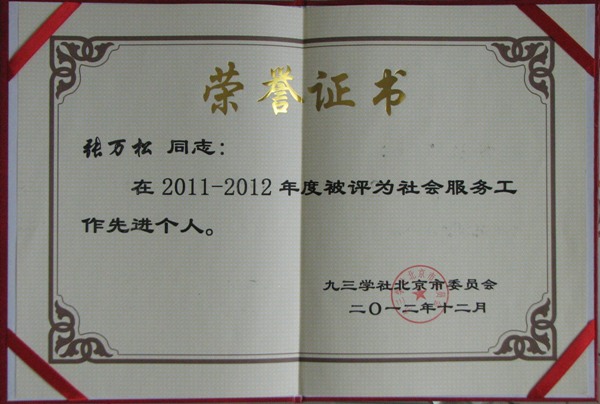 荣誉证书
张万松 同志：
在2011-2012年度被评为社会服务工
作先进个人。
九三学社北京市委员会
二〇一二年十二月